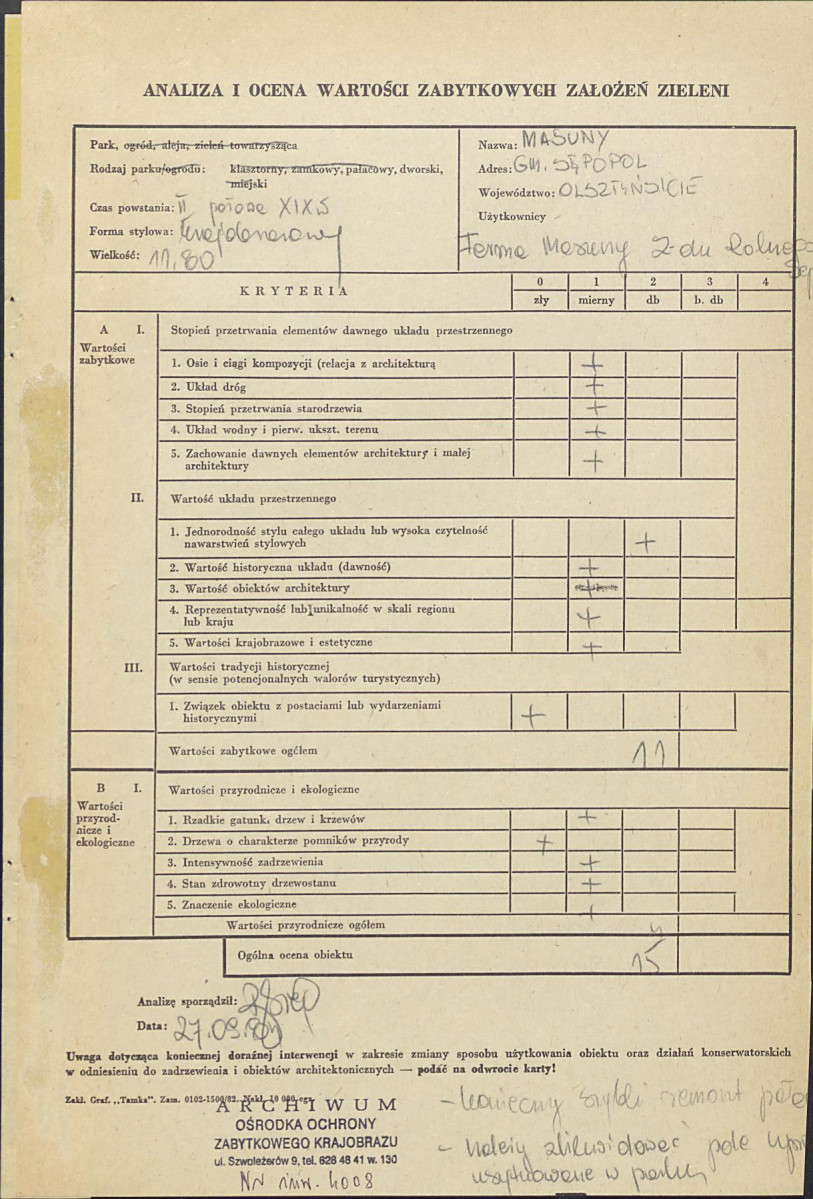 ANALIZA I OCENA WARTOŚCI ZABYTKOWYCH ZAŁOŻEŃ ZIELENI
Park, ogród, aleja, zieleń towarzysząca
Rodzaj parku/ogrodu: klasztorny, zamkowy, pałacowy, dworski,
miejski
Czas powstania: II połowa XIX w
Forma stylowa: krajobrazowy
Wielkość: 11,80
Nazwa: MASUNY
Adres: GM. SĘPOPOL
Województwo: OLSZTYŃSKIE
Użytkownicy
Ferma Masuny Z-du Rolnego
KRYTERIA
0 1 2 3 4
zły mierny db b. db
A I. Stopień przetrwania elementów dawnego układu przestrzennego
Wartości
zabytkowe
1. Osie i ciągi kompozycji (relacja z architekturą +
2. Układ dróg +
3. Stopień przetrwania starodrzewia +
4. Układ wodny i pierw. ukszt. terenu +
5. Zachowanie dawnych elementów architektury i małej
architektury +
II. Wartość układu przestrzennego
1. Jednorodność stylu całego układu lub wysoka czytelność
nawarstwień stylowych +
2. Wartość historyczna układu (dawność) +
3. Wartość obiektów architektury +
4. Reprezentatywność lub unikalność w skali regionu
lub kraju +
5. Wartości krajobrazowe i estetyczne +
III. Wartości tradycji historycznej
(w sensie potencjonalnych walorów turystycznych)
1. Związek obiektu z postaciami lub wydarzeniami
historycznymi +
Wartości zabytkowe ogółem 11
B I. Wartości przyrodnicze i ekologiczne
Wartości
przyrod-
nicze i
ekologiczne
1. Rzadkie gatunki drzew i krzewów +
2. Drzewa o charakterze pomników przyrody +
3. Intensywność zadrzewienia +
4. Stan zdrowotny drzewostanu +
5. Znaczenie ekologiczne +
Wartości przyrodnicze ogółem 4
Ogólna ocena obiektu 15
Analizę sporządził:
Data: 27.09.
Uwaga dotycząca koniecznej doraźnej interwencji w zakresie zmiany sposobu użytkowania obiektu oraz działań konserwatorskich
w odniesieniu do zadrzewienia i obiektów architektonicznych — podać na odwrocie karty!
Zakł. Graf. „Tamka". Zam. 0102-1500/82. Nakł. 10 000 egz.
ARCHIWUM
OŚRODKA OCHRONY
ZABYTKOWEGO KRAJOBRAZU
ul. Szwoleżerów 9, tel. 628 48 41 w. 130
Nr inw. 4008
- konieczny szybki remont
- należy zlikwidować pole
usytuowane w parku